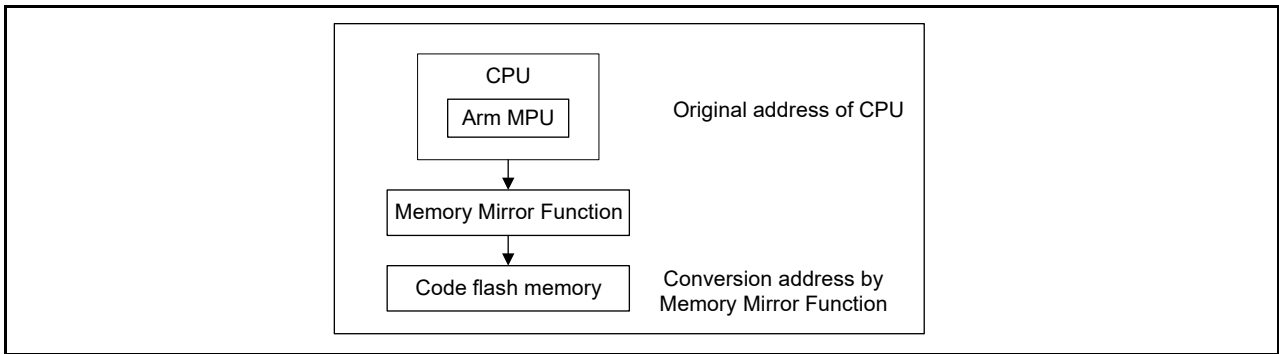 CPU
Arm MPU
Original address of CPU
Memory Mirror Function
Code flash memory
Conversion address by
Memory Mirror Function